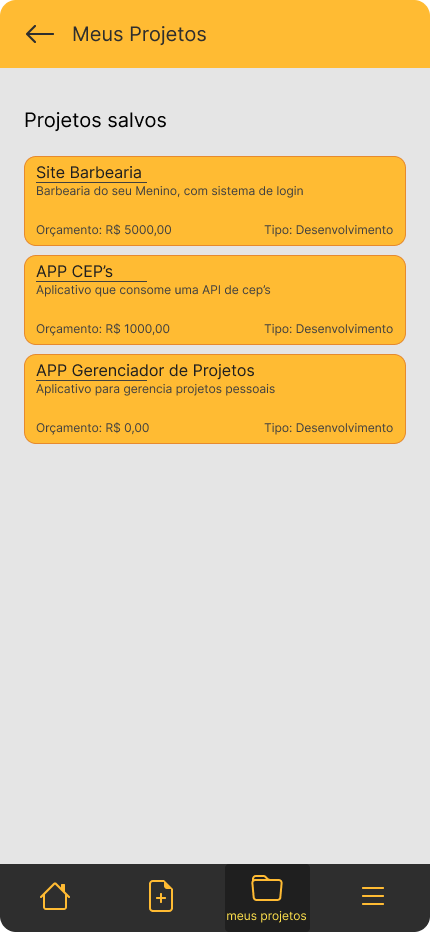 Meus Projetos
Projetos salvos
Site Barbearia
Barbearia do seu Menino, com sistema de login
Orçamento: R$ 5000,00 Tipo: Desenvolvimento
APP CEP’s
Aplicativo que consome uma API de cep’s
Orçamento: R$ 1000,00 Tipo: Desenvolvimento
APP Gerenciador de Projetos
Aplicativo para gerencia projetos pessoais
Orçamento: R$ 0,00 Tipo: Desenvolvimento
meus projetos